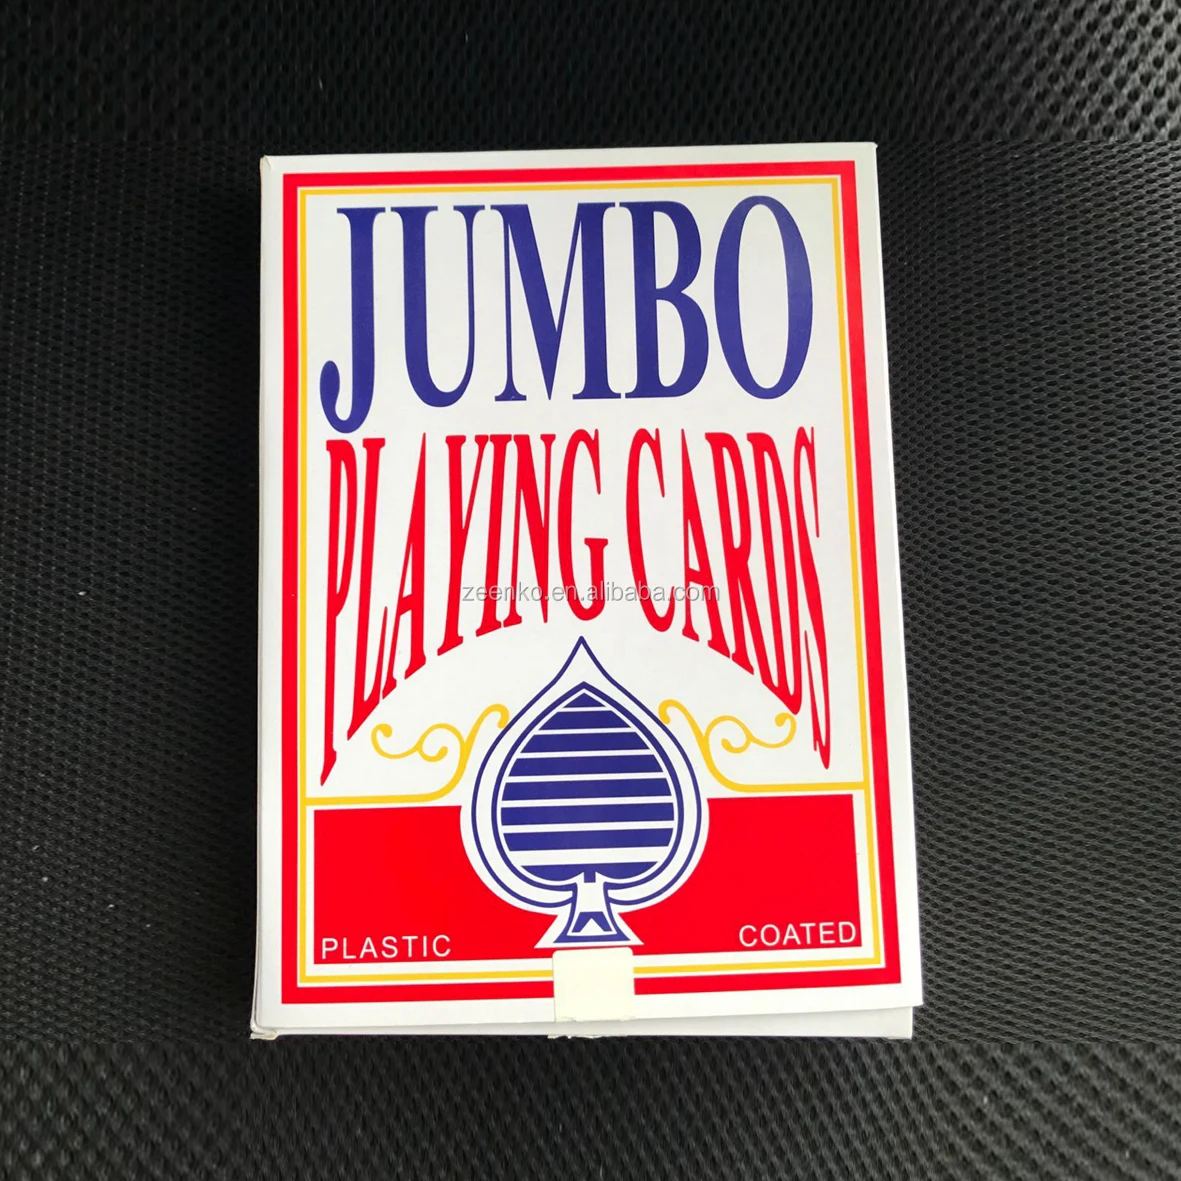 JUMBO
PLAYING CARDS
zeenko.en.alibaba.com
PLASTIC COATED